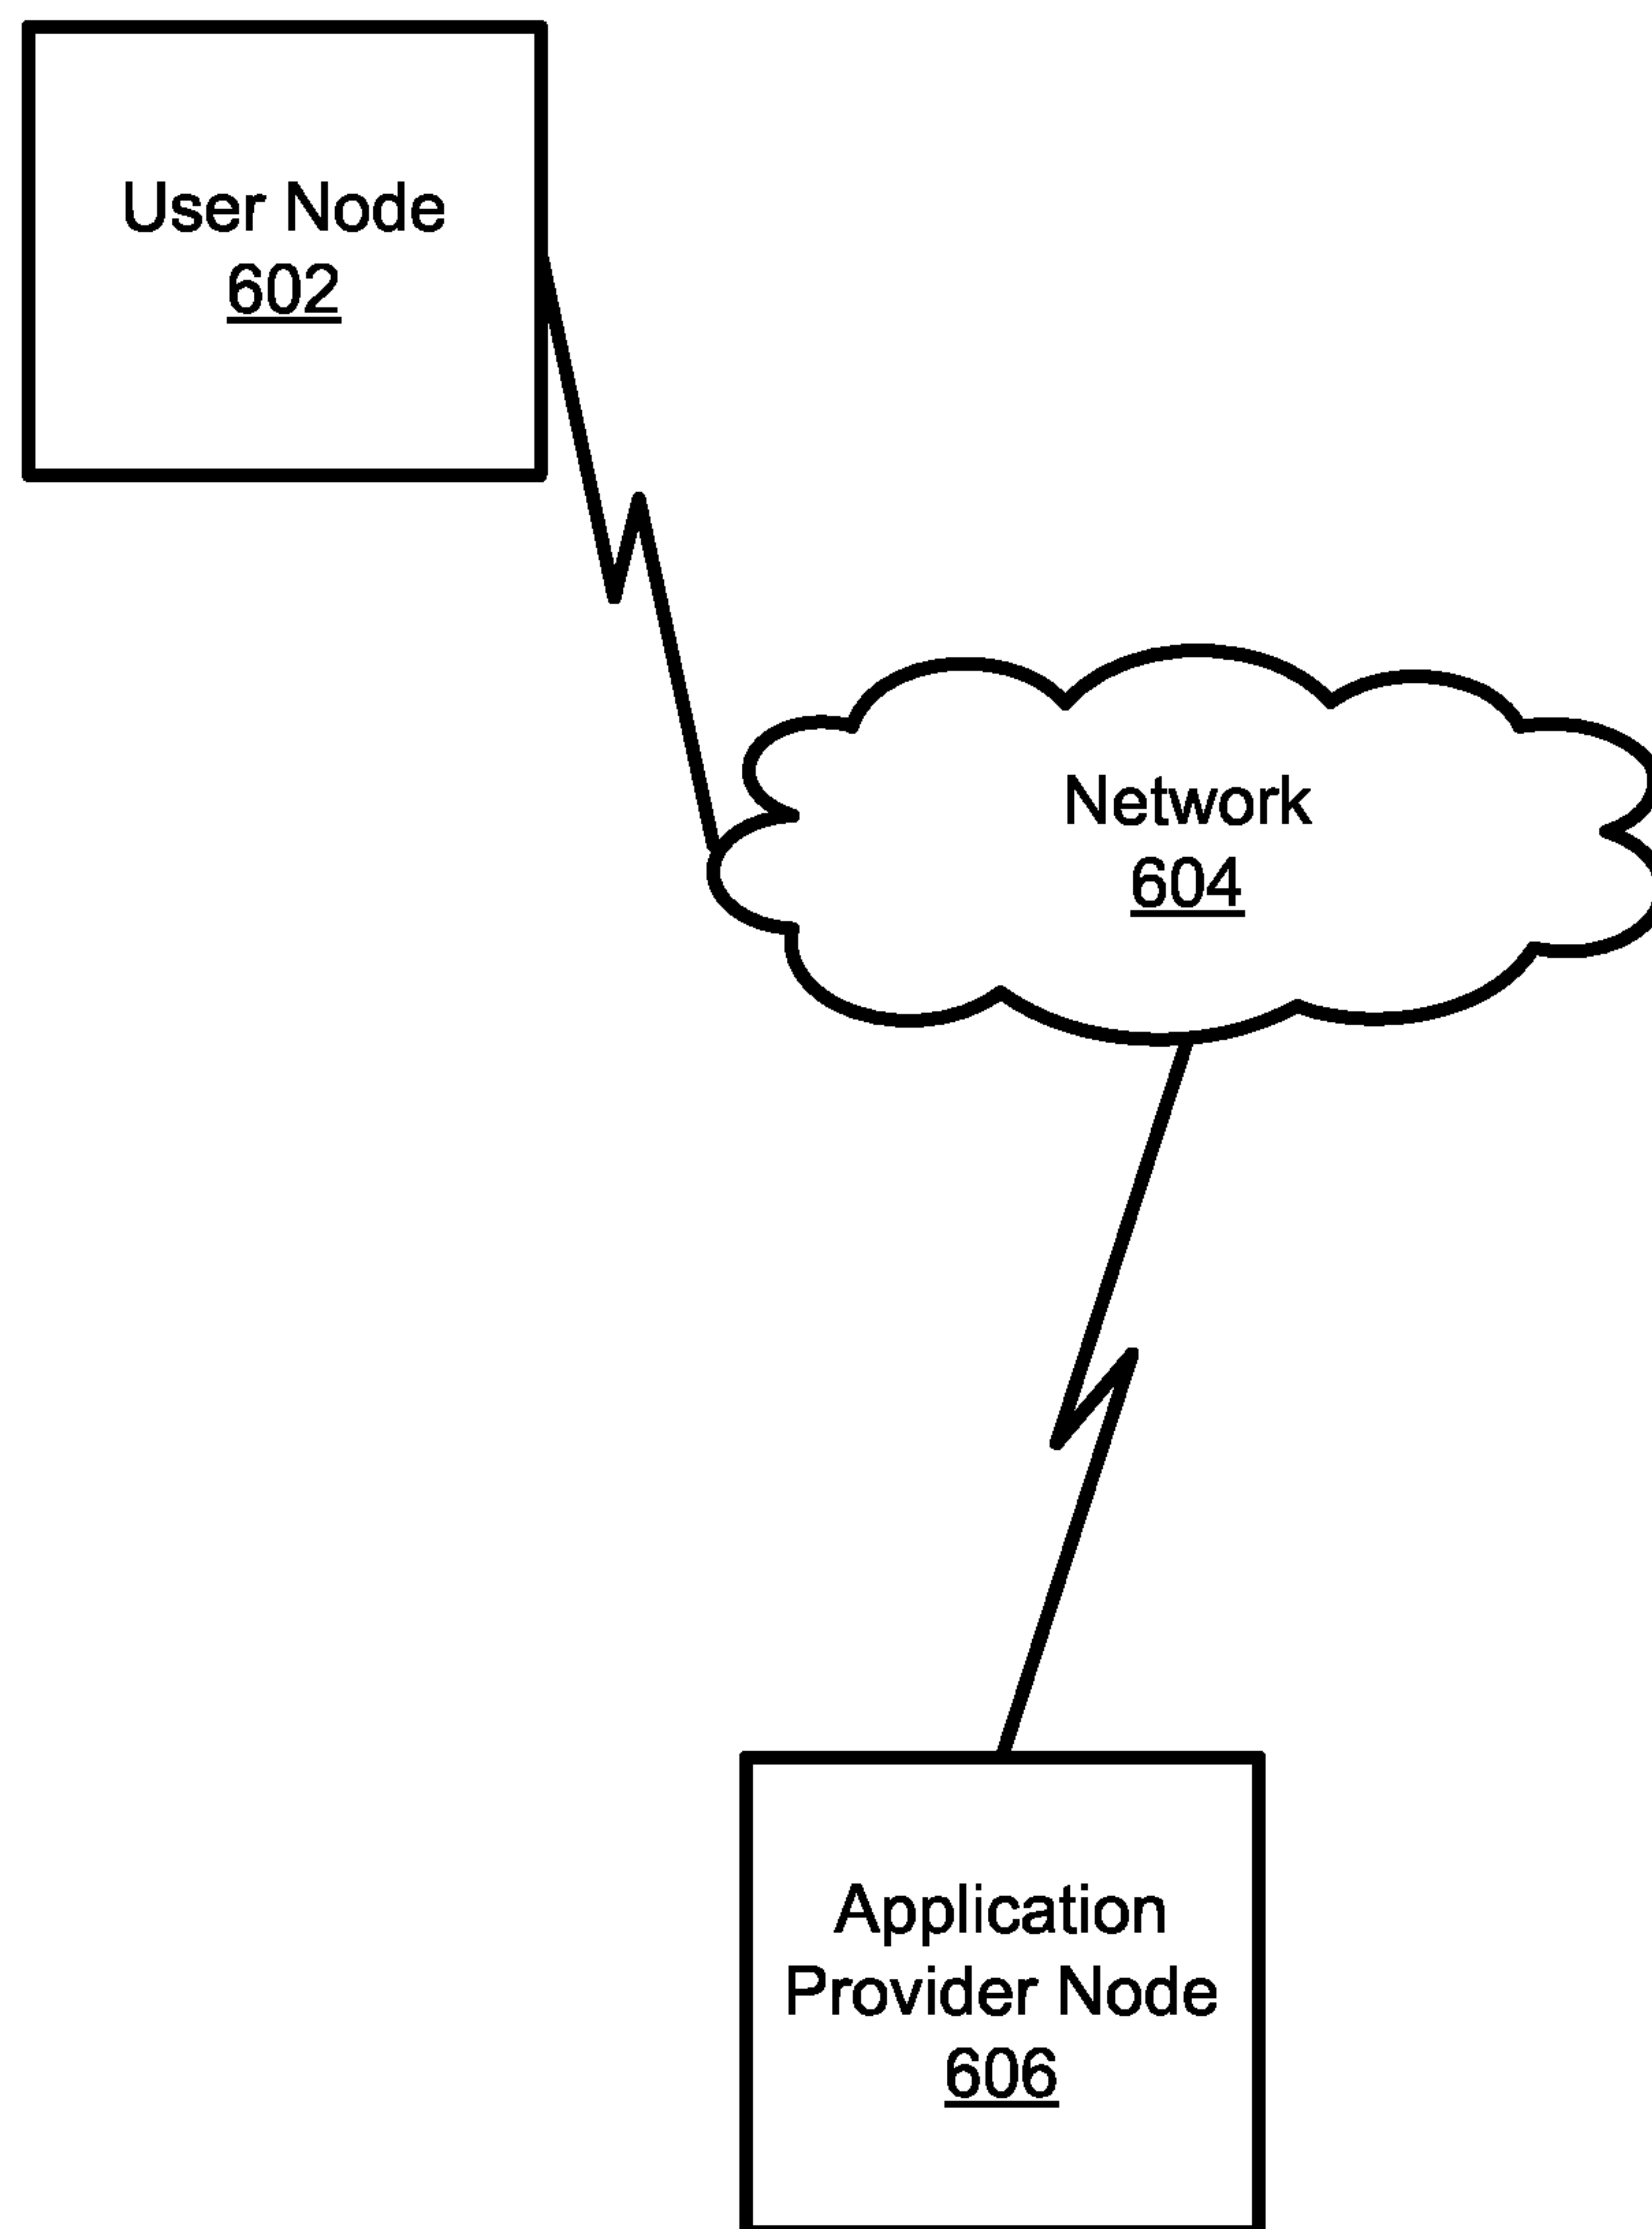 User Node
602
Network
604
Application
Provider Node
606